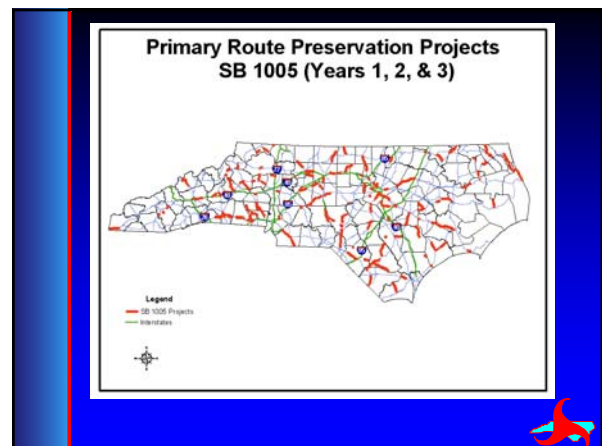 Primary Route Preservation Projects
SB 1005 (Years 1, 2, & 3)
Legend
SB 1005 Projects
Interstates